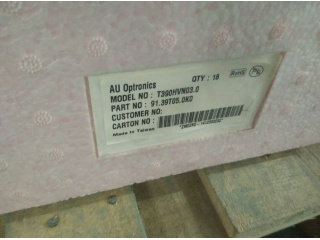 AU Optronics QTY : 18 RoHS
MODEL NO : T390HVN03.0
PART NO : 91.39T05.0K0
CUSTOMER NO:
CARTON NO :
Made In Taiwan